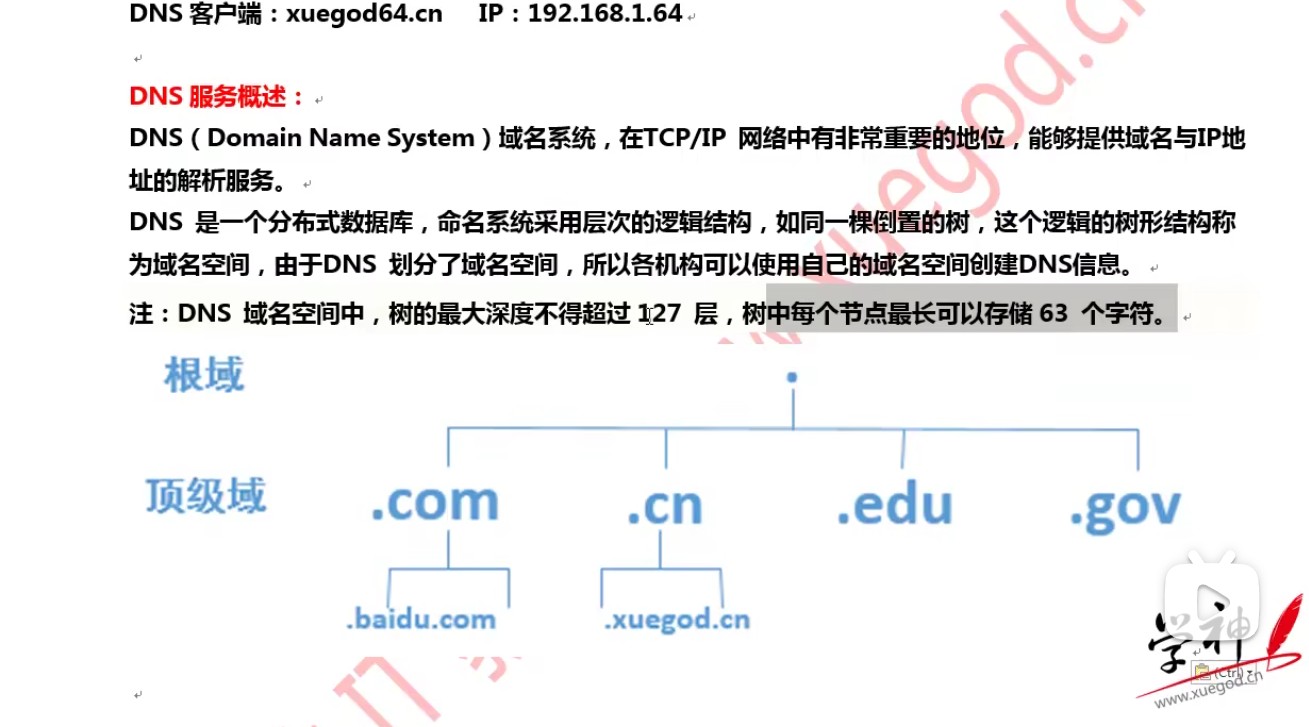 DNS 客户端：xuegod64.cn IP：192.168.1.64
DNS 服务概述：
DNS（Domain Name System）域名系统，在TCP/IP 网络中有非常重要的地位，能够提供域名与IP地
址的解析服务。
DNS 是一个分布式数据库，命名系统采用层次的逻辑结构，如同一棵倒置的树，这个逻辑的树形结构称
为域名空间，由于DNS 划分了域名空间，所以各机构可以使用自己的域名空间创建DNS信息。
注：DNS 域名空间中，树的最大深度不得超过 127 层，树中每个节点最长可以存储 63 个字符。
根域 .
顶级域 .com .cn .edu .gov
.baidu.com .xuegod.cn
学神
(Ctrl)
www.xuegod.cn